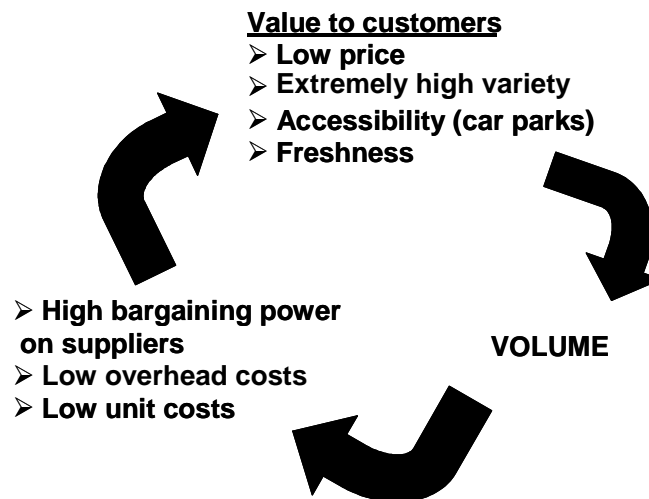 Value to customers
➢ Low price
➢ Extremely high variety
➢ Accessibility (car parks)
➢ Freshness
➢ High bargaining power
on suppliers
➢ Low overhead costs
➢ Low unit costs
VOLUME